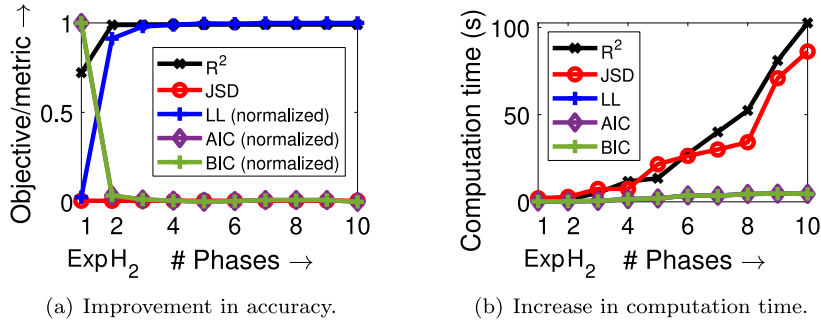 Objective/metric →
1
0.5
0
R²
JSD
LL (normalized)
AIC (normalized)
BIC (normalized)
1 2 4 6 8 10
Exp H₂ # Phases →
(a) Improvement in accuracy.
Computation time (s)
100
50
0
R²
JSD
LL
AIC
BIC
1 2 4 6 8 10
Exp H₂ # Phases →
(b) Increase in computation time.